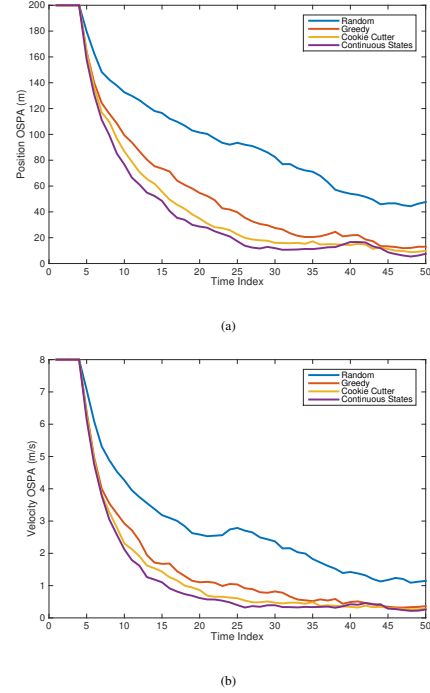 200
180
160
140
120
100
80
60
40
20
0
Position OSPA (m)
Random
Greedy
Cookie Cutter
Continuous States
0 5 10 15 20 25 30 35 40 45 50
Time Index
(a)
8
7
6
5
4
3
2
1
0
Velocity OSPA (m/s)
Random
Greedy
Cookie Cutter
Continuous States
0 5 10 15 20 25 30 35 40 45 50
Time Index
(b)